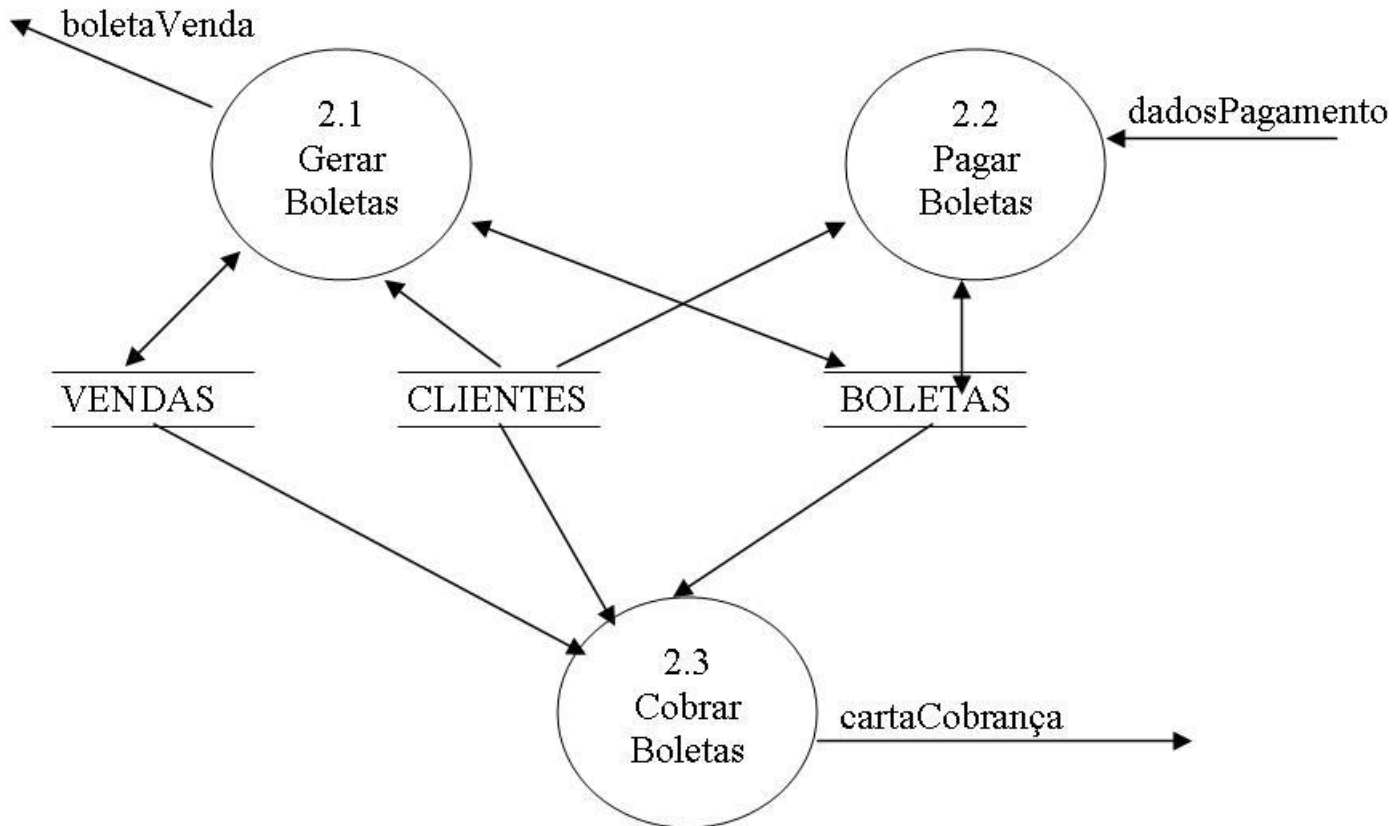 boletaVenda
2.1
Gerar
Boletas
2.2
Pagar
Boletas
dadosPagamento
VENDAS
CLIENTES
BOLETAS
2.3
Cobrar
Boletas
cartaCobrança